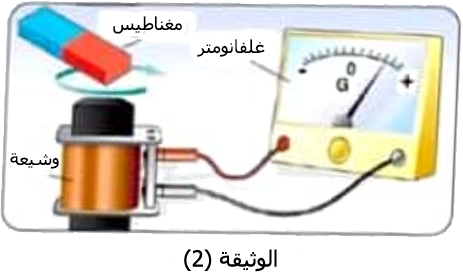 مغناطيس
غلفانومتر
- 0 +
G
وشيعة
الوثيقة (2)